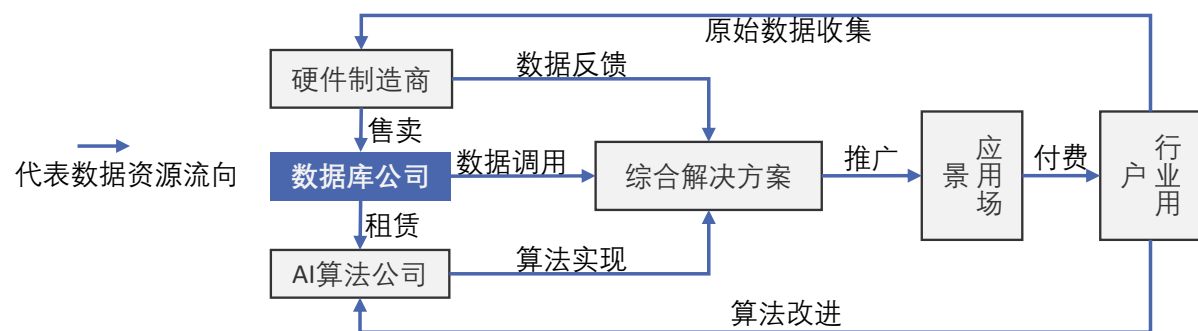 原始数据收集
硬件制造商
数据反馈
售卖
代表数据资源流向
数据库公司
数据调用
综合解决方案
推广
应用场
景
付费
行业用
户
租赁
AI算法公司
算法实现
算法改进